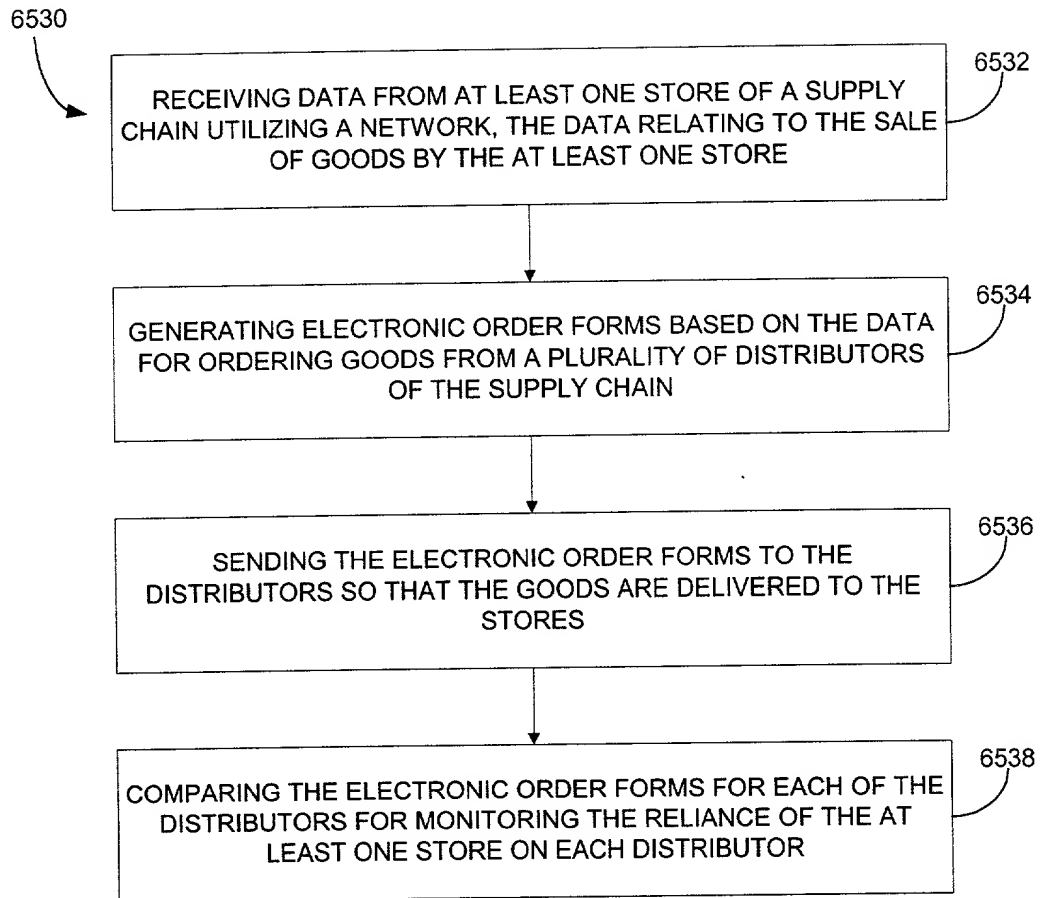 6530
6532
RECEIVING DATA FROM AT LEAST ONE STORE OF A SUPPLY
CHAIN UTILIZING A NETWORK, THE DATA RELATING TO THE SALE
OF GOODS BY THE AT LEAST ONE STORE
6534
GENERATING ELECTRONIC ORDER FORMS BASED ON THE DATA
FOR ORDERING GOODS FROM A PLURALITY OF DISTRIBUTORS
OF THE SUPPLY CHAIN
6536
SENDING THE ELECTRONIC ORDER FORMS TO THE
DISTRIBUTORS SO THAT THE GOODS ARE DELIVERED TO THE
STORES
6538
COMPARING THE ELECTRONIC ORDER FORMS FOR EACH OF THE
DISTRIBUTORS FOR MONITORING THE RELIANCE OF THE AT
LEAST ONE STORE ON EACH DISTRIBUTOR